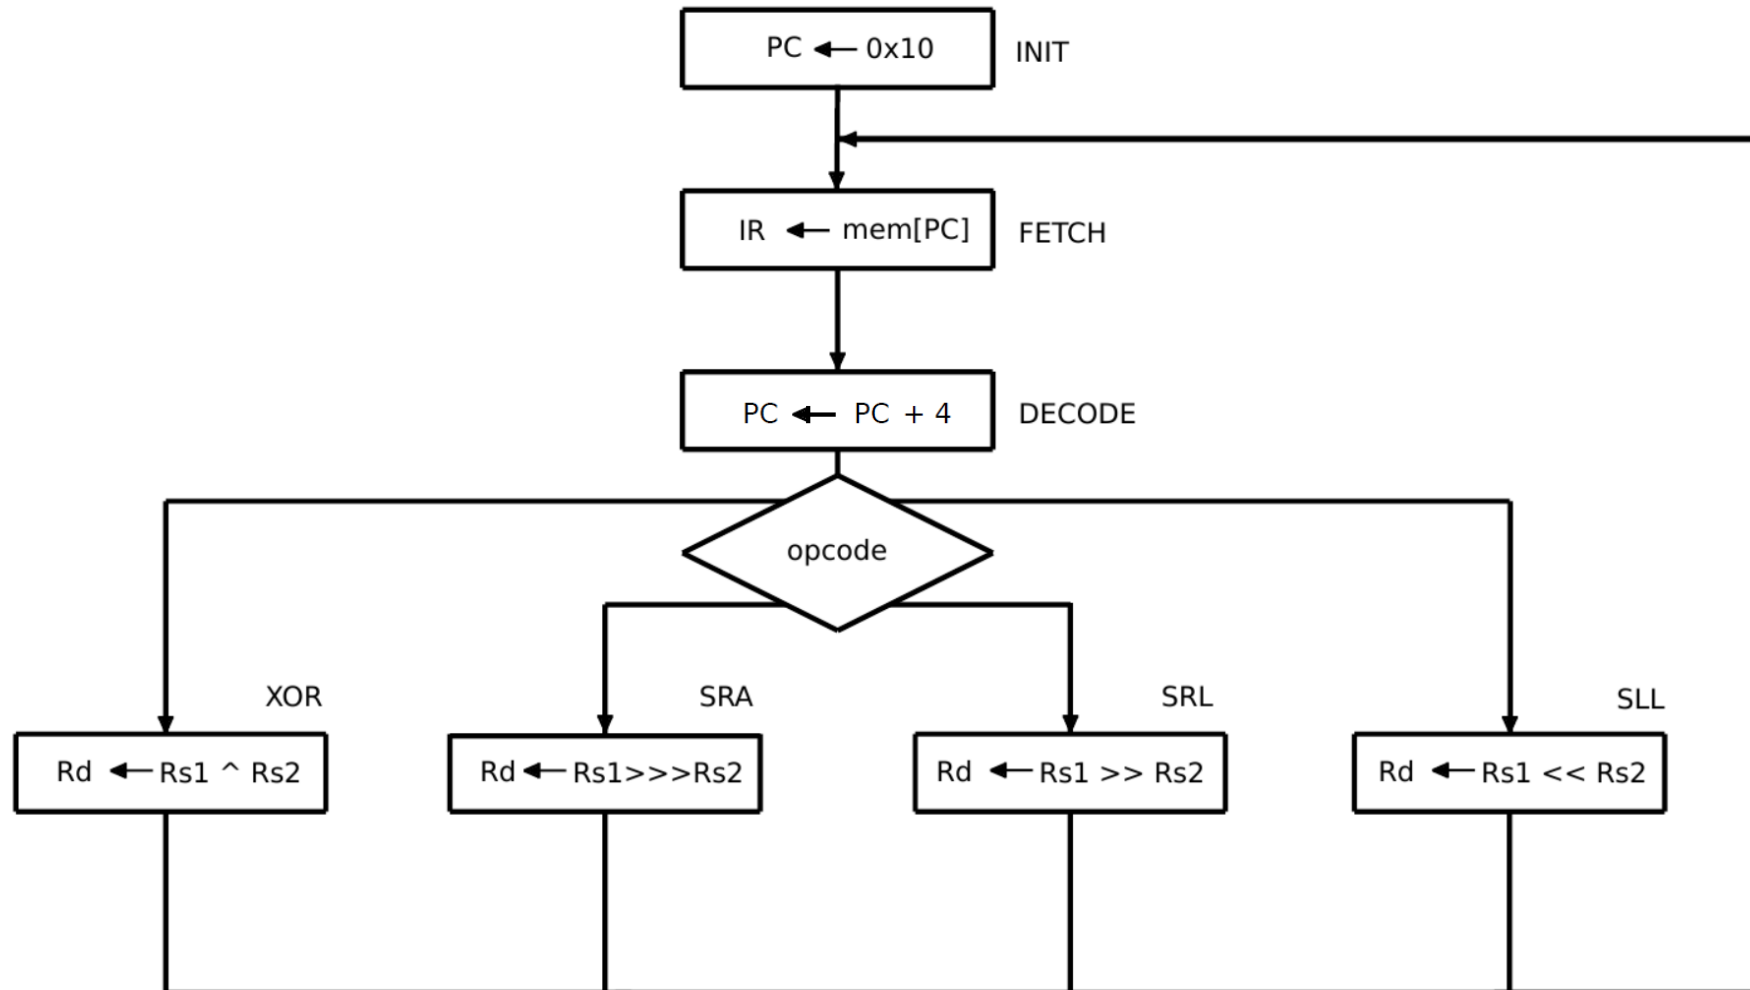 PC ← 0x10
INIT
IR ← mem[PC]
FETCH
PC ← PC + 4
DECODE
opcode
XOR
SRA
SRL
SLL
Rd ← Rs1 ^ Rs2
Rd ← Rs1>>>Rs2
Rd ← Rs1 >> Rs2
Rd ← Rs1 << Rs2